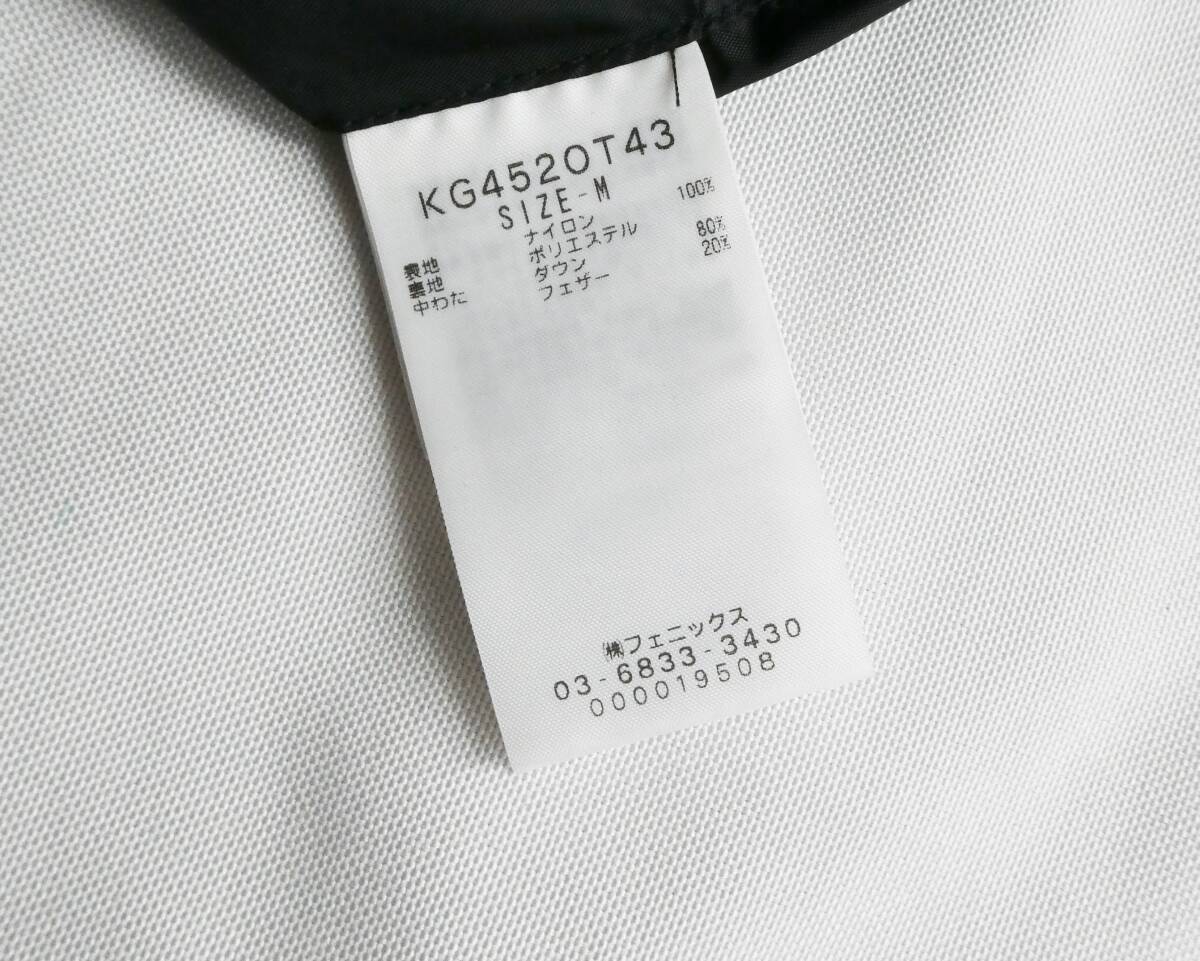 KG4520T43
SIZE-M
表地 ナイロン 100%
裏地 ポリエステル
中わた ダウン 80%
フェザー 20%
㈱フェニックス
03-6833-3430
000019508